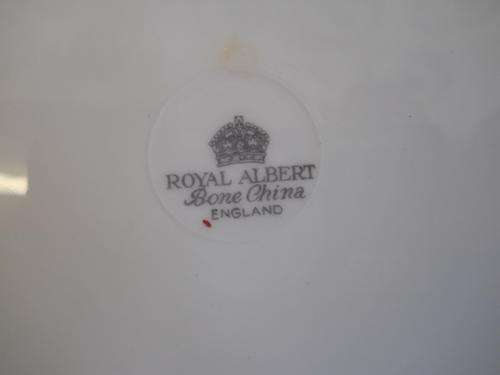 ROYAL ALBERT
Bone China
ENGLAND